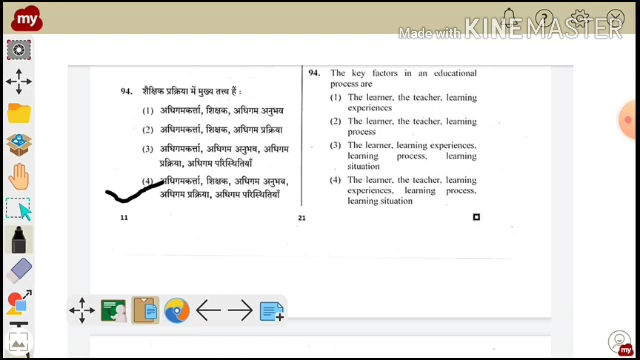 my
Made with KINEMASTER
94. शैक्षिक प्रक्रिया में मुख्य तत्त्व हैं :
(1) अधिगमकर्त्ता, शिक्षक, अधिगम अनुभव
(2) अधिगमकर्त्ता, शिक्षक, अधिगम प्रक्रिया
(3) अधिगमकर्त्ता, अधिगम अनुभव, अधिगम
प्रक्रिया, अधिगम परिस्थितियाँ
(4) अधिगमकर्त्ता, शिक्षक, अधिगम अनुभव,
अधिगम प्रक्रिया, अधिगम परिस्थितियाँ
11
94. The key factors in an educational
process are
(1) The learner, the teacher, learning
experiences
(2) The learner, the teacher, learning
process
(3) The learner, learning experiences,
learning process, learning
situation
(4) The learner, the teacher, learning
experiences, learning process,
learning situation
21
my